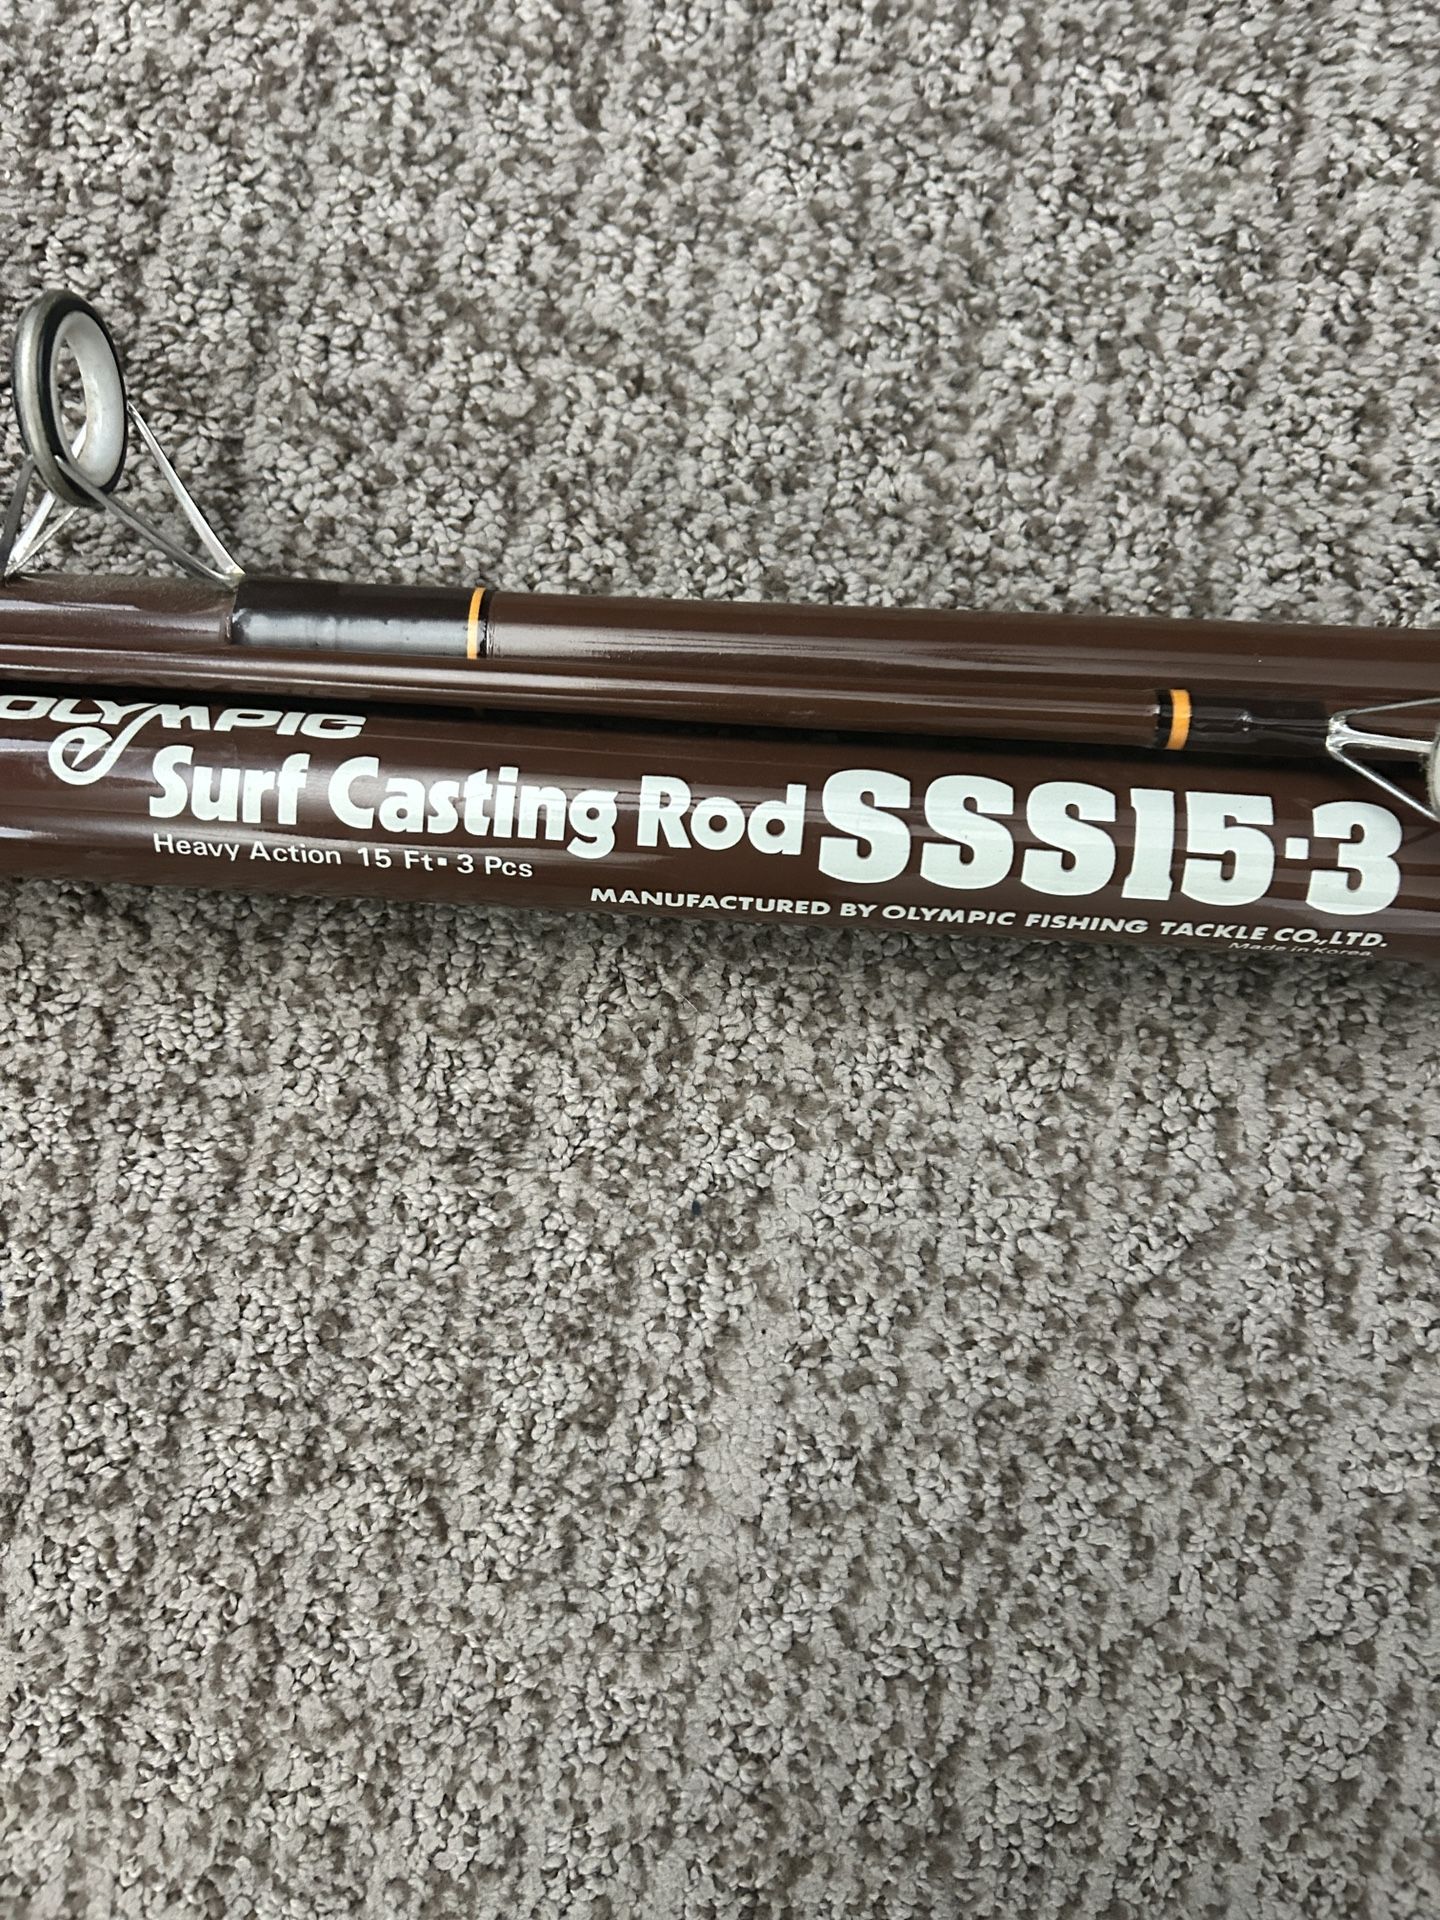 OLYMPIC
Surf Casting Rod SSS15·3
Heavy Action 15 Ft▪3 Pcs
MANUFACTURED BY OLYMPIC FISHING TACKLE CO.,LTD.
Made in Korea